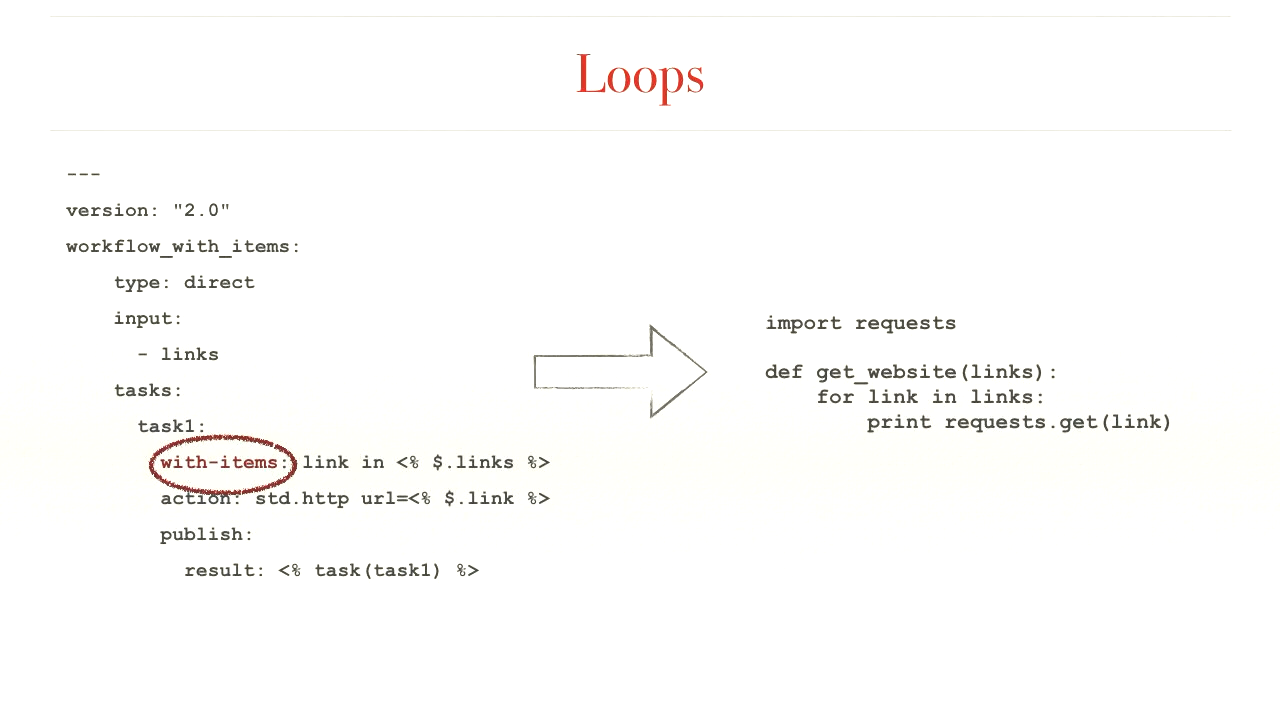 Loops
---
version: "2.0"
workflow_with_items:
    type: direct
    input:
      - links
    tasks:
      task1:
        with-items: link in <% $.links %>
        action: std.http url=<% $.link %>
        publish:
          result: <% task(task1) %>
import requests
def get_website(links):
    for link in links:
        print requests.get(link)